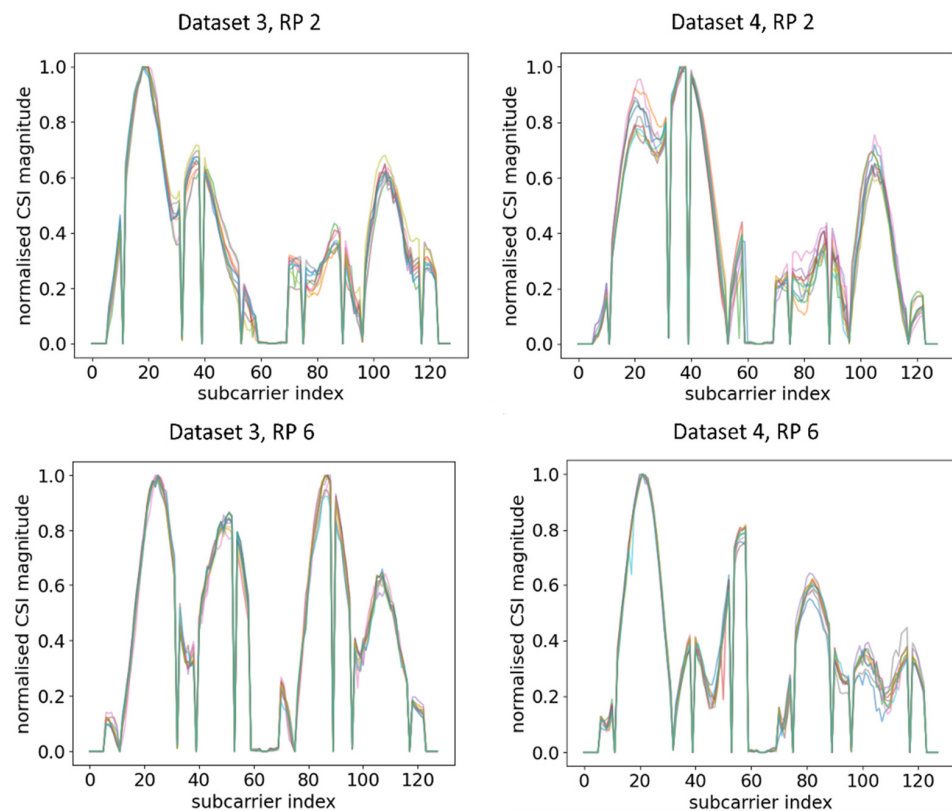 Dataset 3, RP 2
Dataset 4, RP 2
normalised CSI magnitude
1.0
0.8
0.6
0.4
0.2
0.0
0 20 40 60 80 100 120
subcarrier index
normalised CSI magnitude
1.0
0.8
0.6
0.4
0.2
0.0
0 20 40 60 80 100 120
subcarrier index
Dataset 3, RP 6
Dataset 4, RP 6
normalised CSI magnitude
1.0
0.8
0.6
0.4
0.2
0.0
0 20 40 60 80 100 120
subcarrier index
normalised CSI magnitude
1.0
0.8
0.6
0.4
0.2
0.0
0 20 40 60 80 100 120
subcarrier index